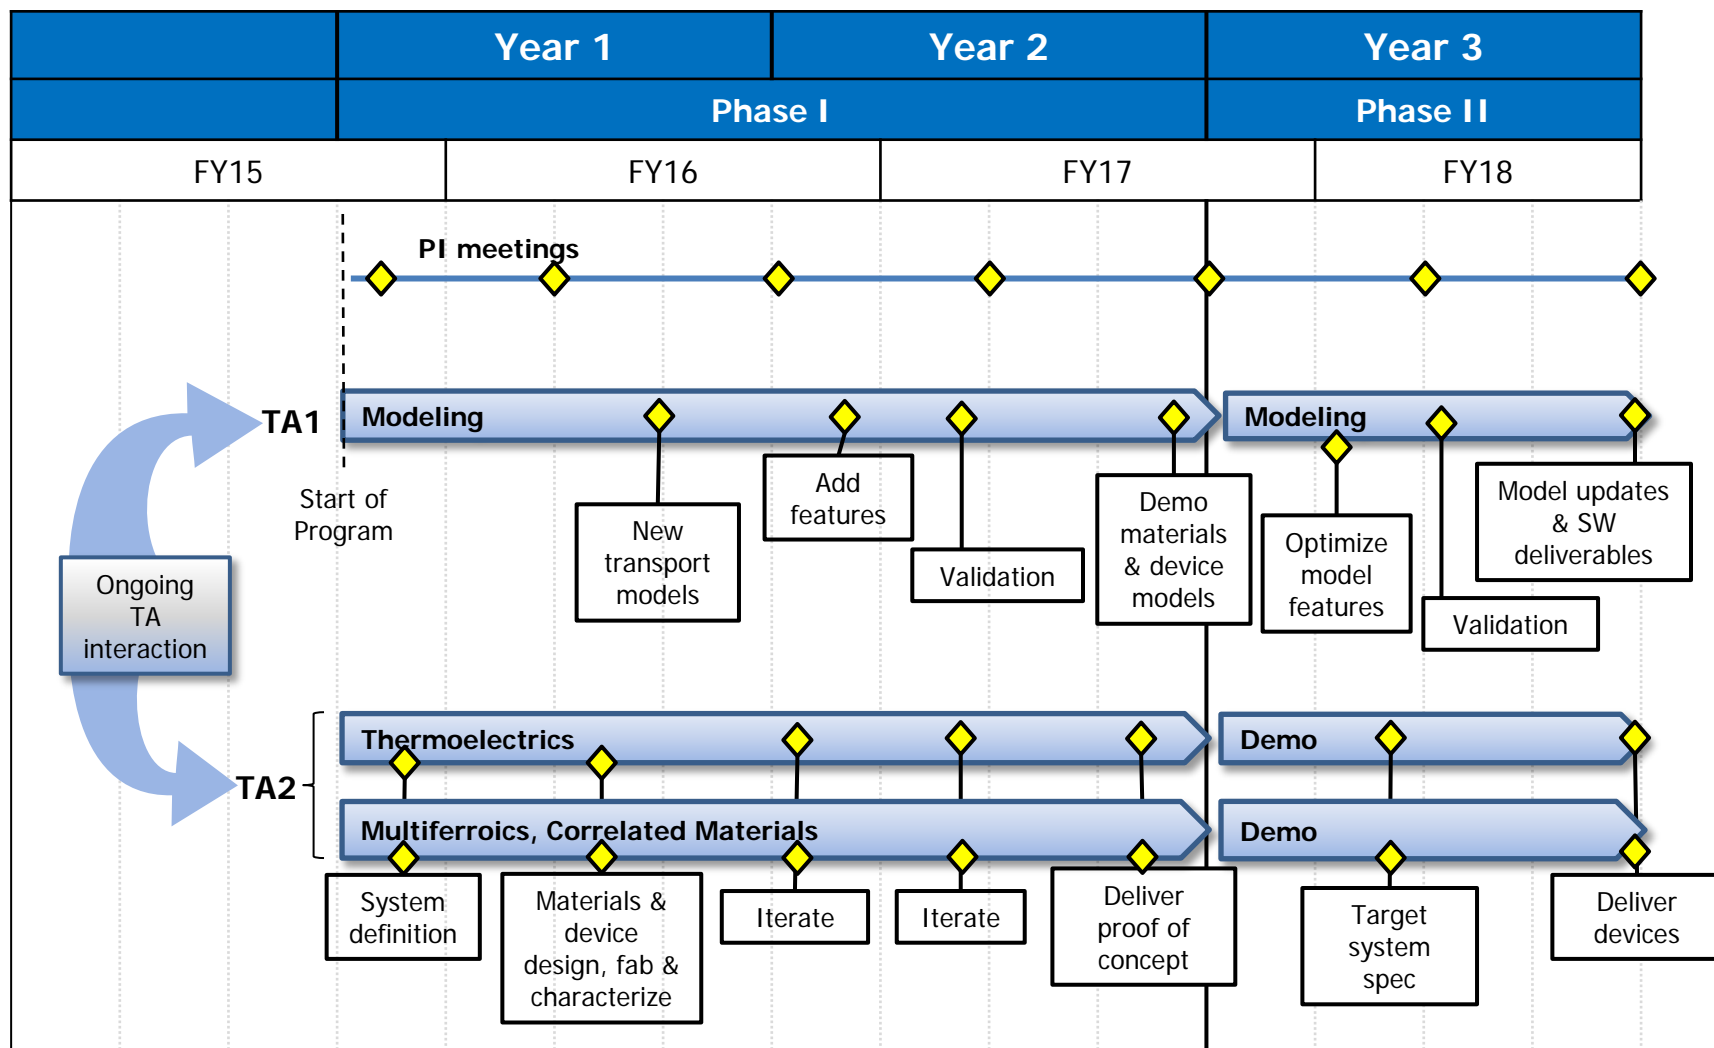 Year 1
Year 2
Year 3
Phase I
Phase II
FY15
FY16
FY17
FY18
PI meetings
TA1
Modeling
Modeling
Start of
Program
New
transport
models
Add
features
Validation
Demo
materials
& device
models
Optimize
model
features
Validation
Model updates
& SW
deliverables
Ongoing
TA
interaction
TA2
Thermoelectrics
Demo
Multiferroics, Correlated Materials
Demo
System
definition
Materials &
device
design, fab &
characterize
Iterate
Iterate
Deliver
proof of
concept
Target
system
spec
Deliver
devices